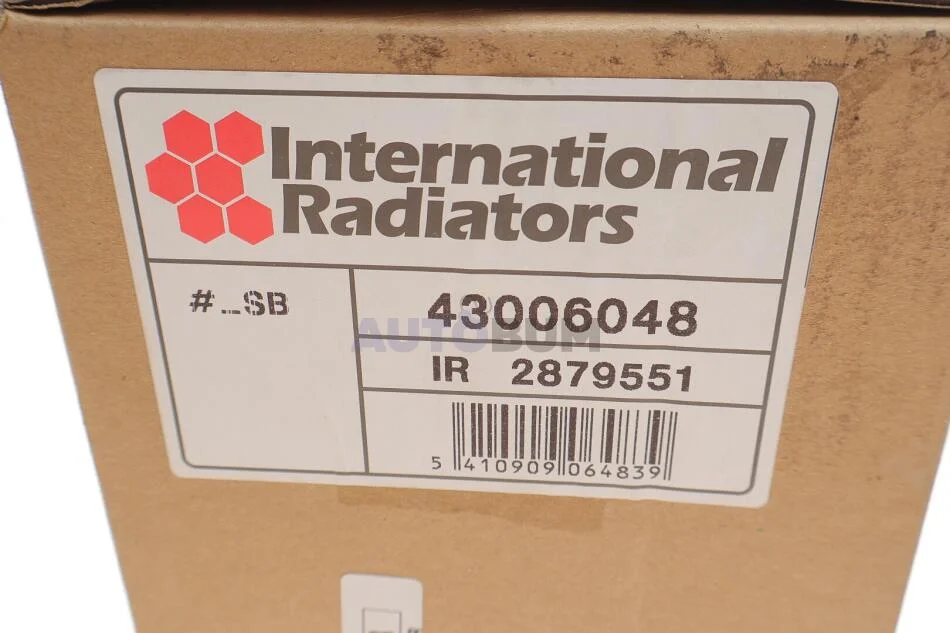 International
Radiators
#_SB
43006048
AUTOBUM
IR 2879551
5 410909 064839